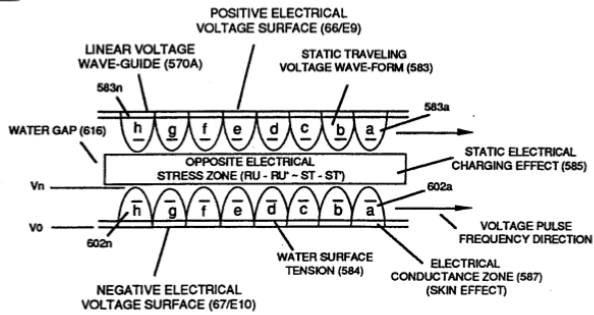 POSITIVE ELECTRICAL
VOLTAGE SURFACE (66/E9)
LINEAR VOLTAGE
WAVE-GUIDE (570A)
STATIC TRAVELING
VOLTAGE WAVE-FORM (583)
583n
583a
h g f e d c b a
WATER GAP (616)
OPPOSITE ELECTRICAL
STRESS ZONE (RU - RU' - ST - ST')
STATIC ELECTRICAL
CHARGING EFFECT (585)
Vn
602a
h g f e d c b a
V0
602n
VOLTAGE PULSE
FREQUENCY DIRECTION
WATER SURFACE
TENSION (584)
ELECTRICAL
CONDUCTANCE ZONE (587)
(SKIN EFFECT)
NEGATIVE ELECTRICAL
VOLTAGE SURFACE (67/E10)